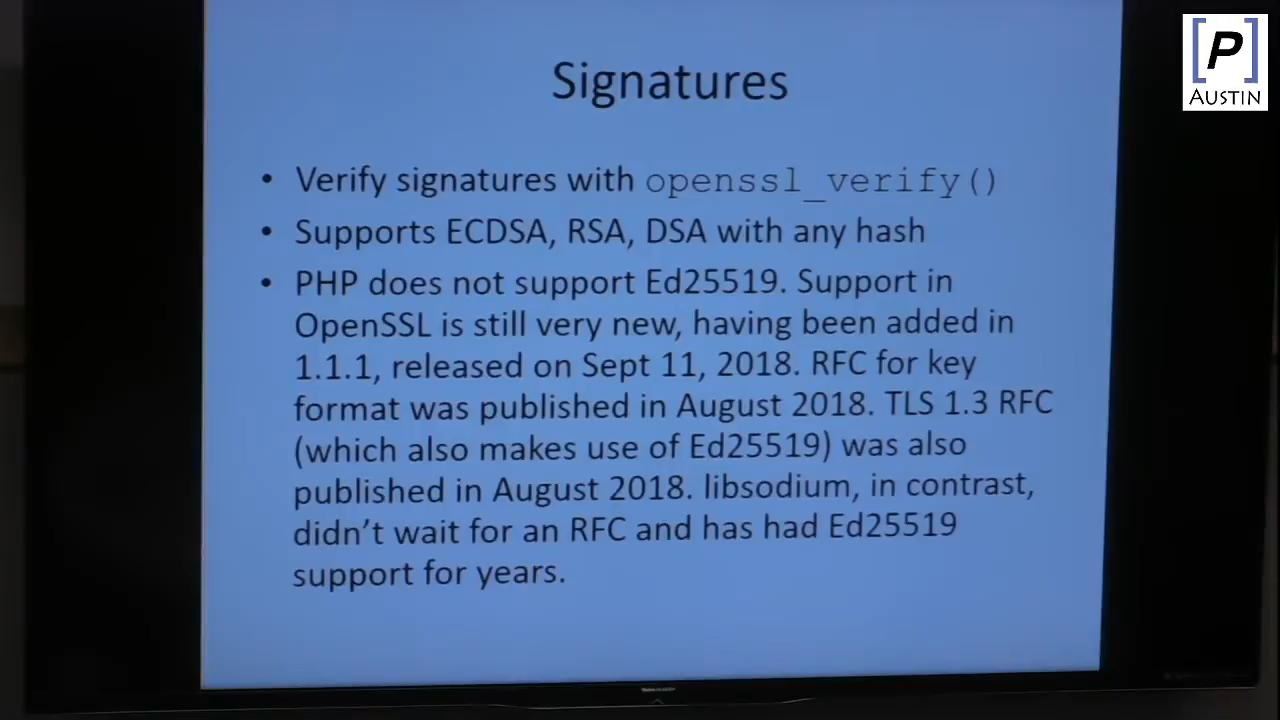 [P]
AUSTIN
Signatures
• Verify signatures with openssl_verify()
• Supports ECDSA, RSA, DSA with any hash
• PHP does not support Ed25519. Support in
OpenSSL is still very new, having been added in
1.1.1, released on Sept 11, 2018. RFC for key
format was published in August 2018. TLS 1.3 RFC
(which also makes use of Ed25519) was also
published in August 2018. libsodium, in contrast,
didn't wait for an RFC and has had Ed25519
support for years.